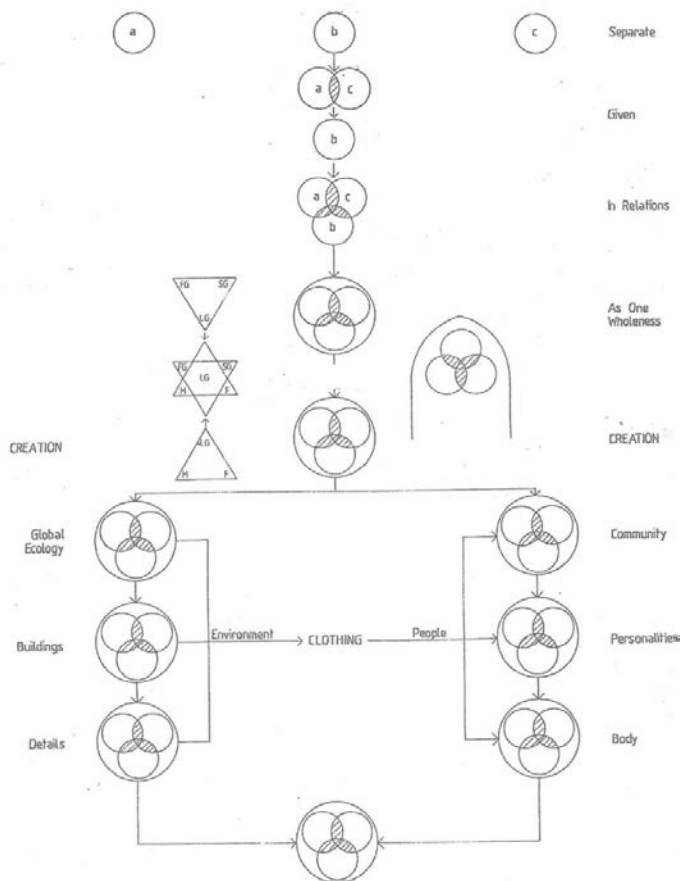 a b c Separate
a c
Given
b
a c
In Relations
b
FG SG
LG
As One
Wholeness
FG SG
LG
M F
LG
M F
CREATION CREATION
Global
Ecology
Community
Buildings Environment CLOTHING People Personalities
Details Body